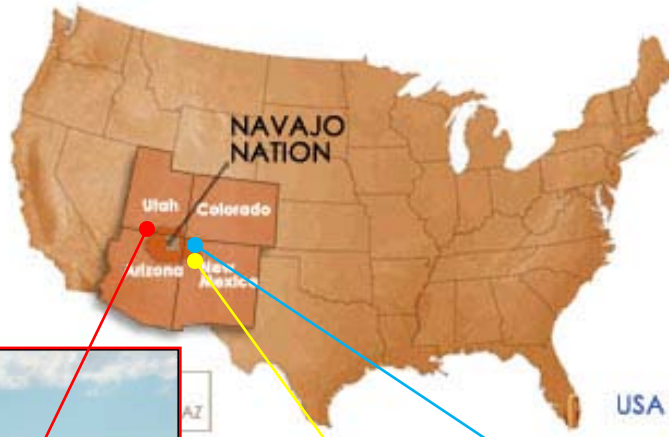 NAVAJO
NATION
Utah
Colorado
Arizona
New
Mexico
AZ
USA